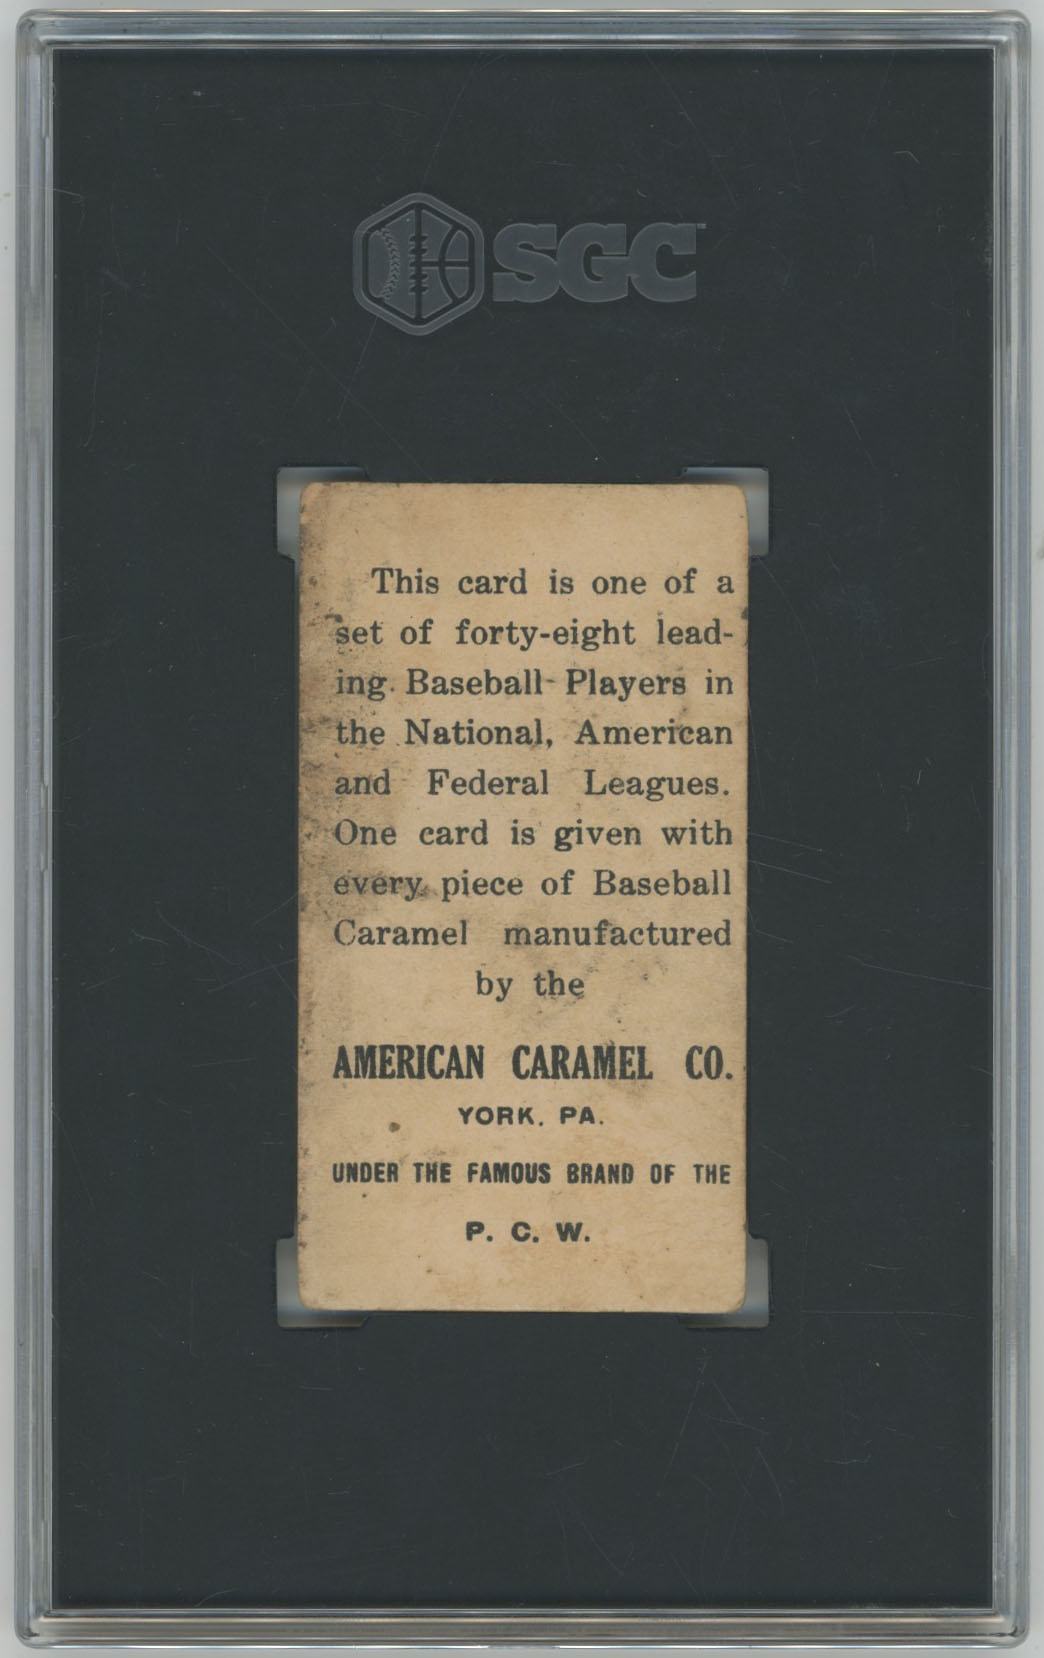 SGC
This card is one of a
set of forty-eight lead-
ing Baseball Players in
the National, American
and Federal Leagues.
One card is given with
every piece of Baseball
Caramel manufactured
by the
AMERICAN CARAMEL CO.
YORK, PA.
UNDER THE FAMOUS BRAND OF THE
P. C. W.